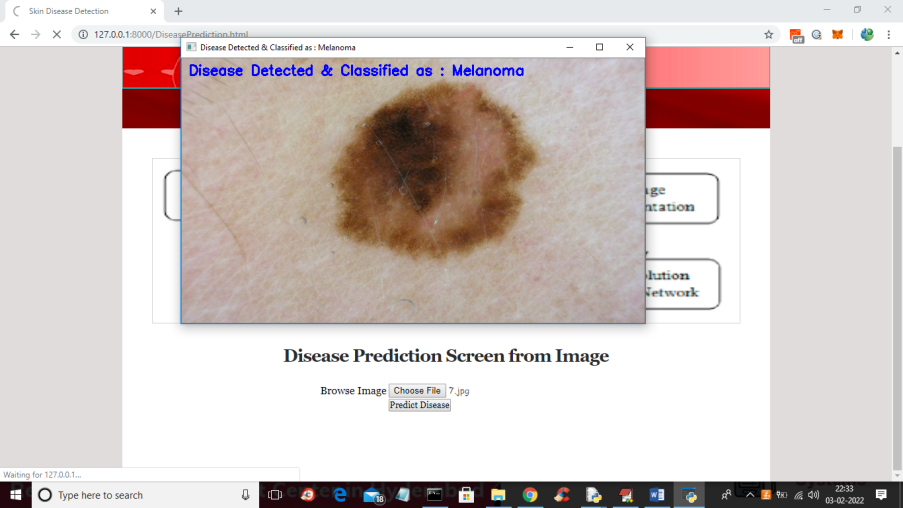 Skin Disease Detection
127.0.0.1:8000/DiseasePrediction.html
off
Disease Detected & Classified as : Melanoma
Disease Detected & Classified as : Melanoma
age
ntation
olution
Network
Disease Prediction Screen from Image
Browse Image Choose File 7.jpg
Predict Disease
Waiting for 127.0.0.1...
Type here to search
18
22:33
03-02-2022